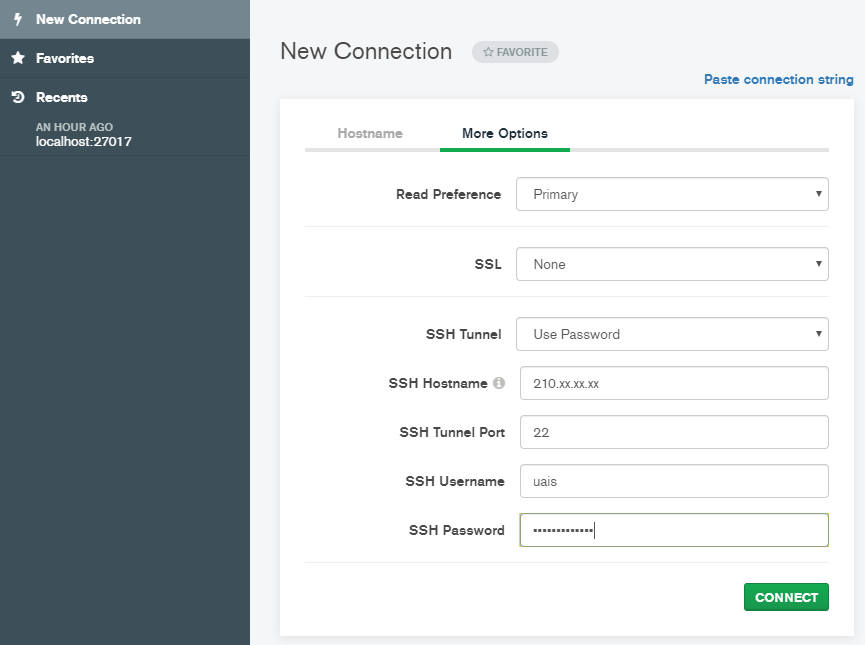 New Connection
Favorites
Recents
AN HOUR AGO
localhost:27017
New Connection
FAVORITE
Paste connection string
Hostname
More Options
Read Preference
Primary
SSL
None
SSH Tunnel
Use Password
SSH Hostname
210.xx.xx.xx
SSH Tunnel Port
22
SSH Username
uais
SSH Password
•••••••••••••
CONNECT